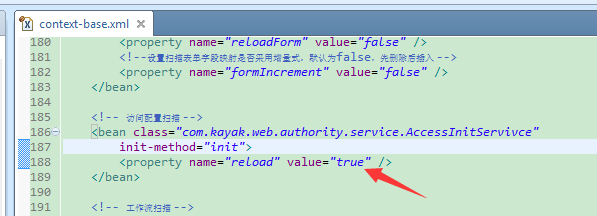 context-base.xml
180 <property name="reloadForm" value="false" />
181 <!--设置扫描表单字段映射是否采用增量式，默认为false，先删除后插入 -->
182 <property name="formIncrement" value="false" />
183 </bean>
184
185 <!-- 访问配置扫描 -->
186 <bean class="com.kayak.web.authority.service.AccessInitServivce"
187 init-method="init">
188 <property name="reload" value="true" />
189 </bean>
190
191 <!-- 工作流扫描 -->